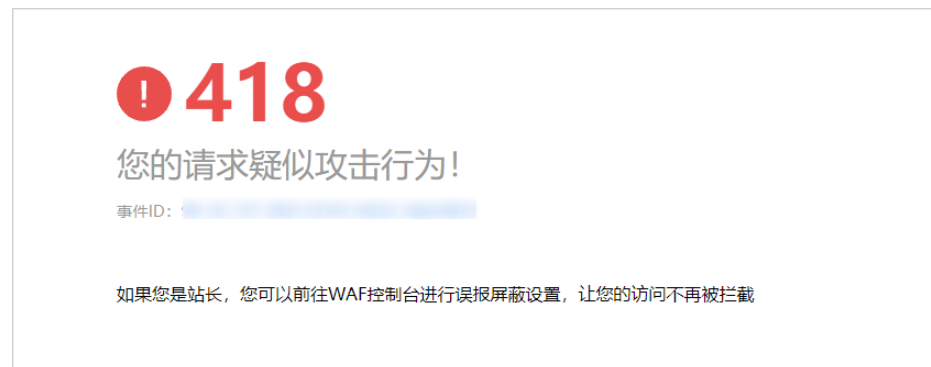 ! 418
您的请求疑似攻击行为！
事件ID：
如果您是站长，您可以前往WAF控制台进行误报屏蔽设置，让您的访问不再被拦截